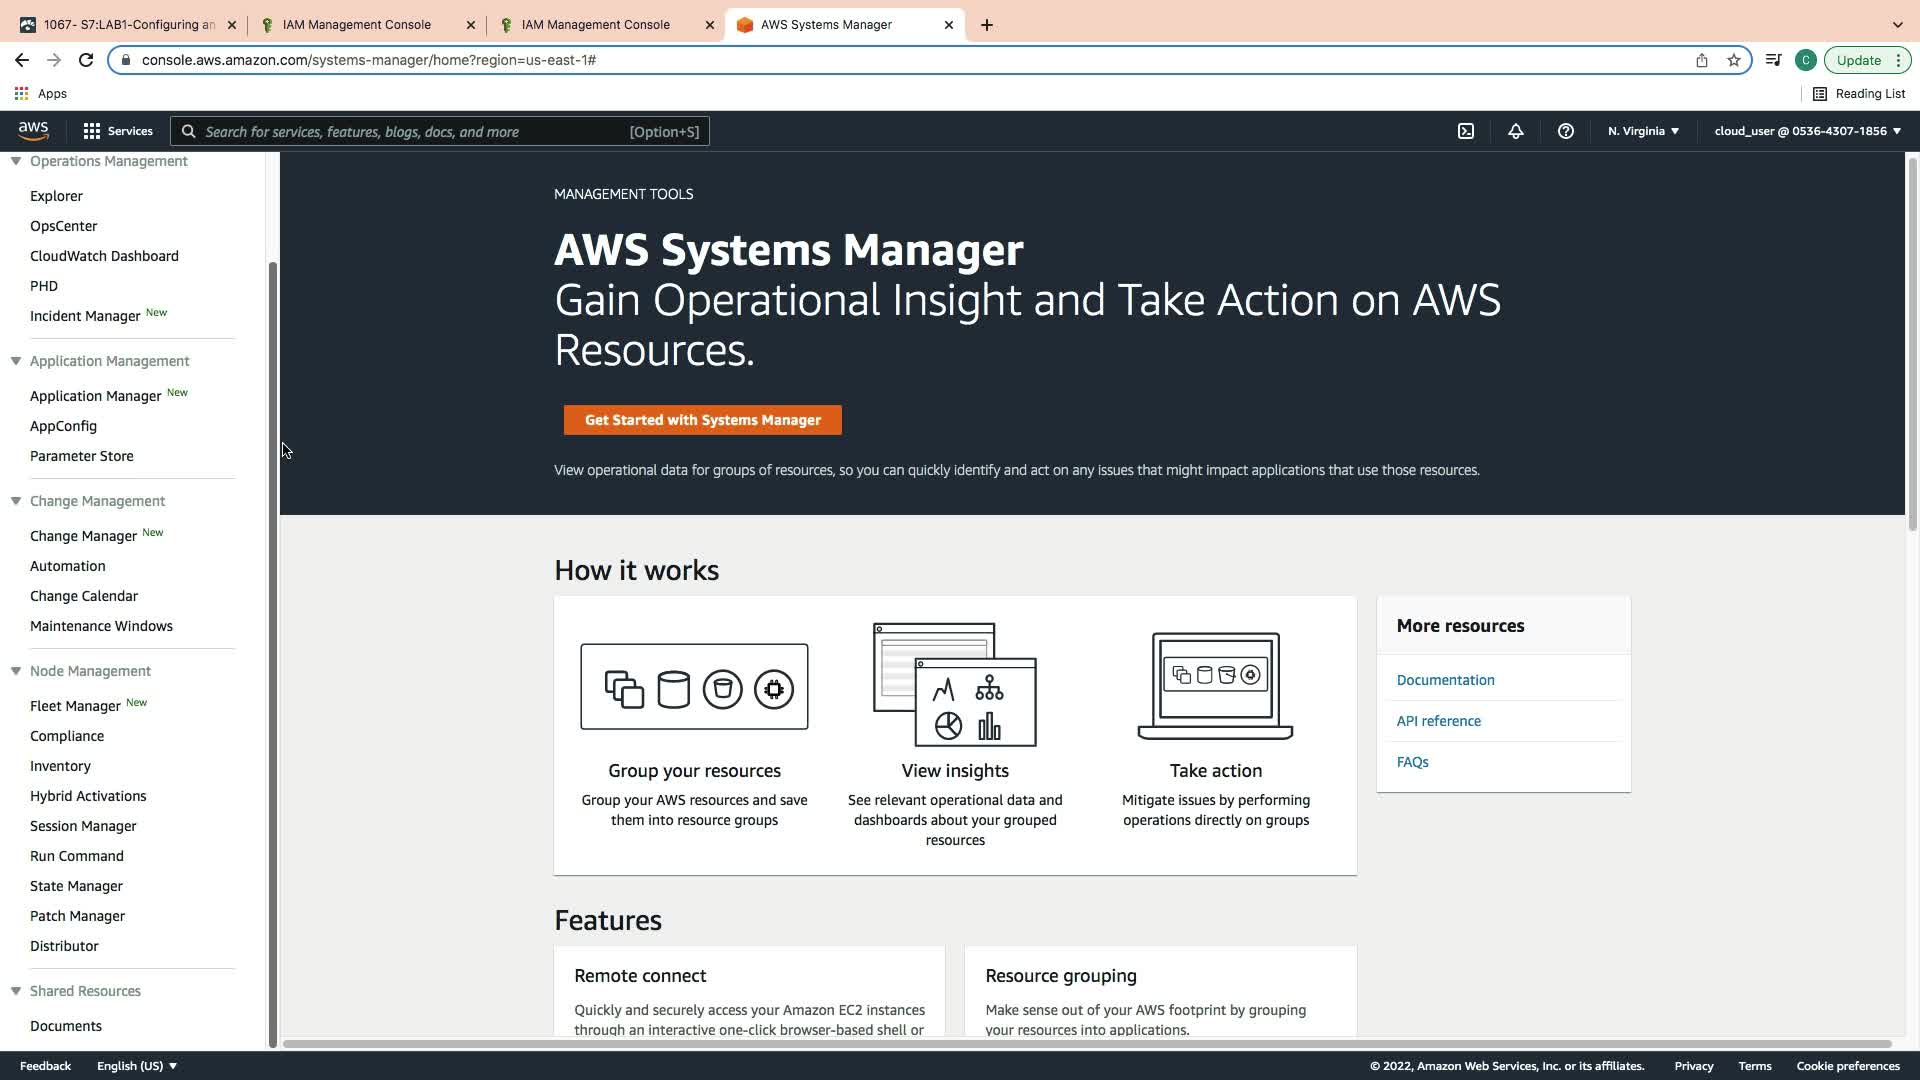 1067- S7:LAB1-Configuring an
IAM Management Console
IAM Management Console
AWS Systems Manager
console.aws.amazon.com/systems-manager/home?region=us-east-1#
C
Update
Apps
Reading List
aws
Services
Search for services, features, blogs, docs, and more
[Option+S]
N. Virginia
cloud_user @ 0536-4307-1856
Operations Management
Explorer
OpsCenter
CloudWatch Dashboard
PHD
Incident Manager New
Application Management
Application Manager New
AppConfig
Parameter Store
Change Management
Change Manager New
Automation
Change Calendar
Maintenance Windows
Node Management
Fleet Manager New
Compliance
Inventory
Hybrid Activations
Session Manager
Run Command
State Manager
Patch Manager
Distributor
Shared Resources
Documents
MANAGEMENT TOOLS
AWS Systems Manager
Gain Operational Insight and Take Action on AWS
Resources.
Get Started with Systems Manager
View operational data for groups of resources, so you can quickly identify and act on any issues that might impact applications that use those resources.
How it works
Group your resources
Group your AWS resources and save
them into resource groups
View insights
See relevant operational data and
dashboards about your grouped
resources
Take action
Mitigate issues by performing
operations directly on groups
More resources
Documentation
API reference
FAQs
Features
Remote connect
Quickly and securely access your Amazon EC2 instances
through an interactive one-click browser-based shell or
Resource grouping
Make sense out of your AWS footprint by grouping
your resources into applications.
Feedback
English (US)
© 2022, Amazon Web Services, Inc. or its affiliates.
Privacy
Terms
Cookie preferences